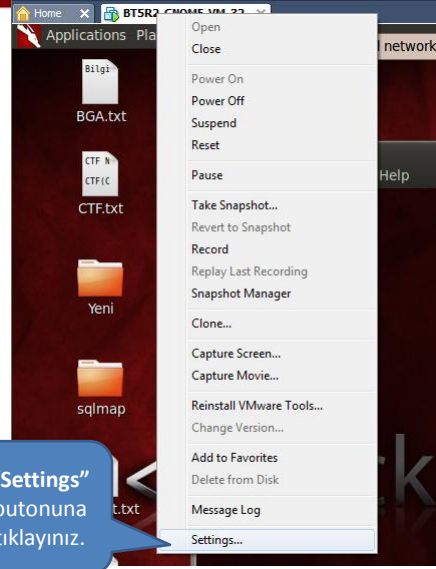 Home
BT5R2-GNOME-VM-32
Applications Pla
network
Bilgi
BGA.txt
CTF N
CTF(C
CTF.txt
Yeni
sqlmap
t.txt
Open
Close
Power On
Power Off
Suspend
Reset
Pause
Take Snapshot...
Revert to Snapshot
Record
Replay Last Recording
Snapshot Manager
Clone...
Capture Screen...
Capture Movie...
Reinstall VMware Tools...
Change Version...
Add to Favorites
Delete from Disk
Message Log
Settings...
Help
<
k
Settings”
butonuna
tıklayınız.